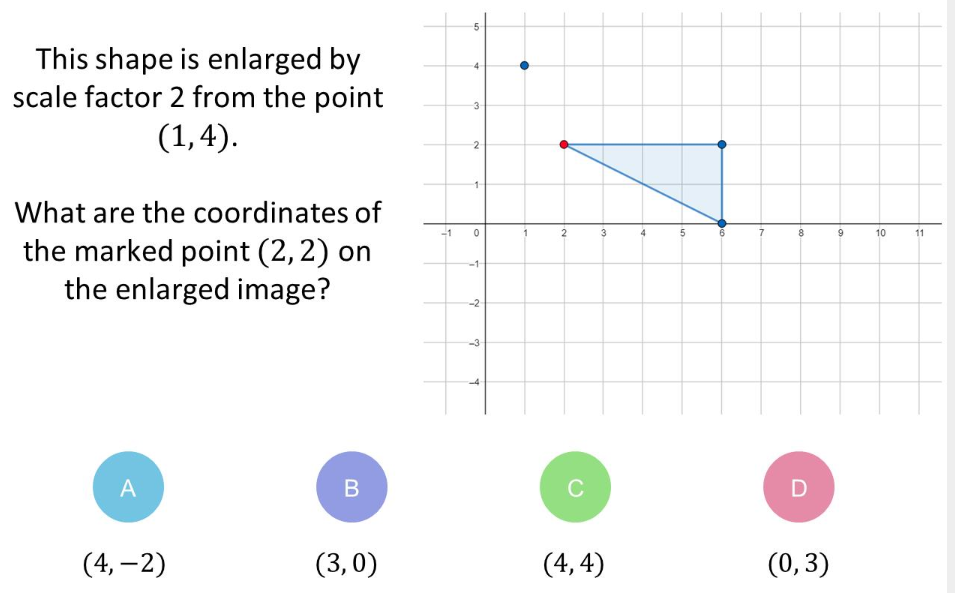 This shape is enlarged by
scale factor 2 from the point
(1, 4).
What are the coordinates of
the marked point (2, 2) on
the enlarged image?
5
4
3
2
1
−1 0 1 2 3 4 5 6 7 8 9 10 11
−1
−2
−3
−4
A B C D
(4, −2) (3, 0) (4, 4) (0, 3)